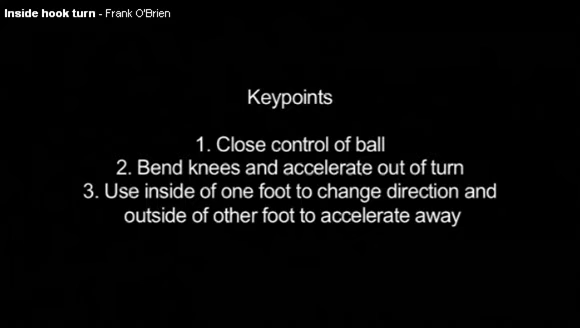 Inside hook turn - Frank O'Brien
Keypoints
1. Close control of ball
2. Bend knees and accelerate out of turn
3. Use inside of one foot to change direction and
outside of other foot to accelerate away